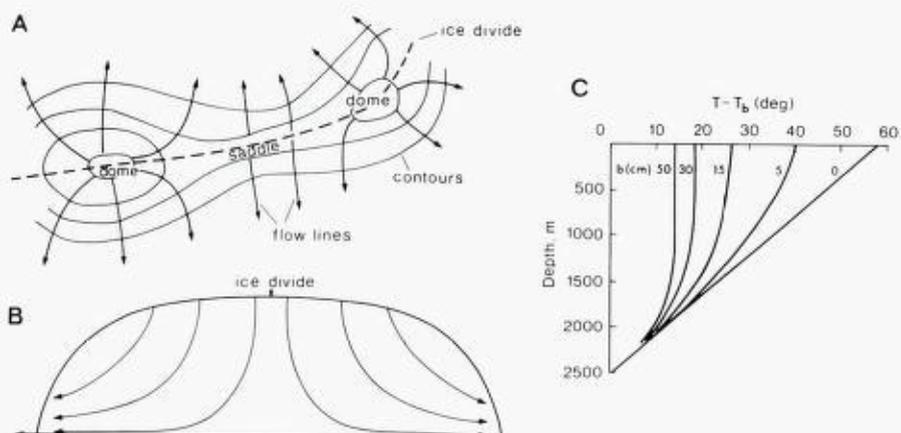 A
ice divide
dome
saddle
dome
contours
flow lines
ice divide
B
C
T-Tb (deg)
0 10 20 30 40 50 60
b(cm) 50 30 15 5 0
500
1000
1500
2000
2500
Depth, m